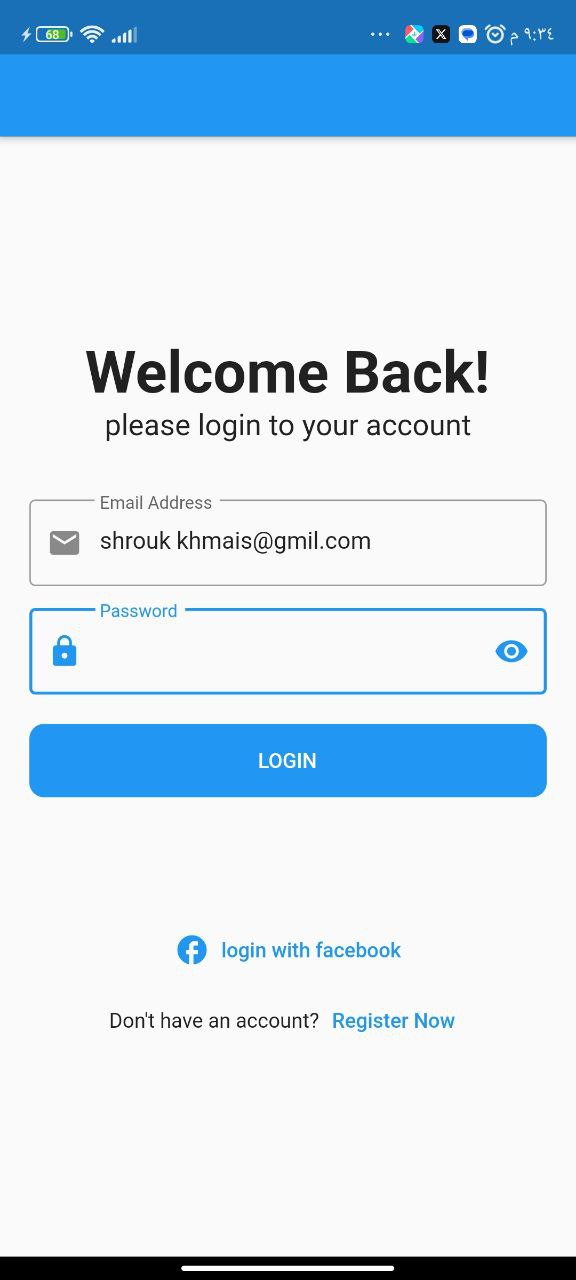 68 م ٩:٣٤
Welcome Back!
please login to your account
Email Address
shrouk khmais@gmil.com
Password
LOGIN
login with facebook
Don't have an account? Register Now